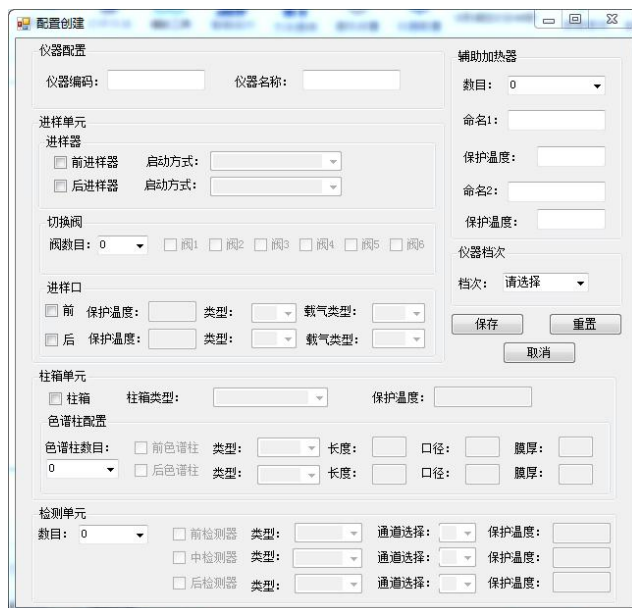 配置创建
仪器配置
仪器编码: 仪器名称:
进样单元
进样器
前进样器 启动方式:
后进样器 启动方式:
切换阀
阀数目: 0 阀1 阀2 阀3 阀4 阀5 阀6
进样口
前 保护温度: 类型: 载气类型:
后 保护温度: 类型: 载气类型:
辅助加热器
数目: 0
命名1:
保护温度:
命名2:
保护温度:
仪器档次
档次: 请选择
保存 重置
取消
柱箱单元
柱箱 柱箱类型: 保护温度:
色谱柱配置
色谱柱数目: 前色谱柱 类型: 长度: 口径: 膜厚:
0 后色谱柱 类型: 长度: 口径: 膜厚:
检测单元
数目: 0 前检测器 类型: 通道选择: 保护温度:
中检测器 类型: 通道选择: 保护温度:
后检测器 类型: 通道选择: 保护温度: